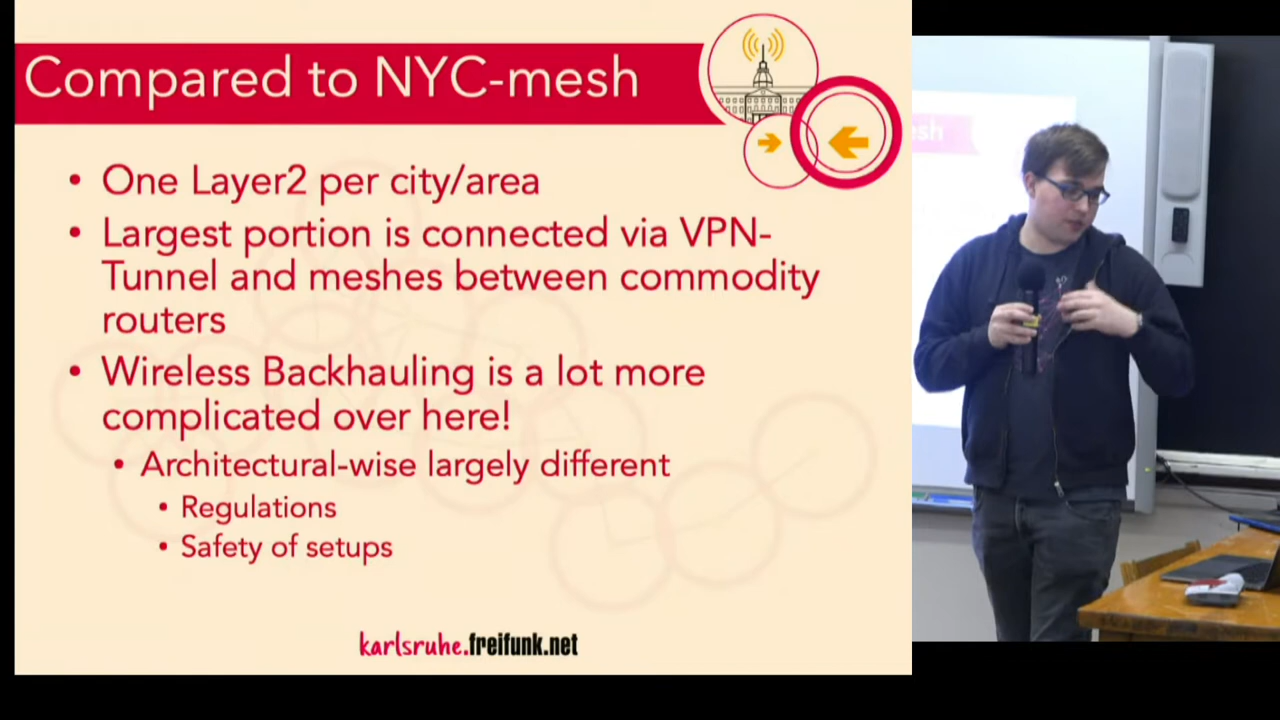 Compared to NYC-mesh
• One Layer2 per city/area
• Largest portion is connected via VPN-
Tunnel and meshes between commodity
routers
• Wireless Backhauling is a lot more
complicated over here!
• Architectural-wise largely different
• Regulations
• Safety of setups
karlsruhe.freifunk.net